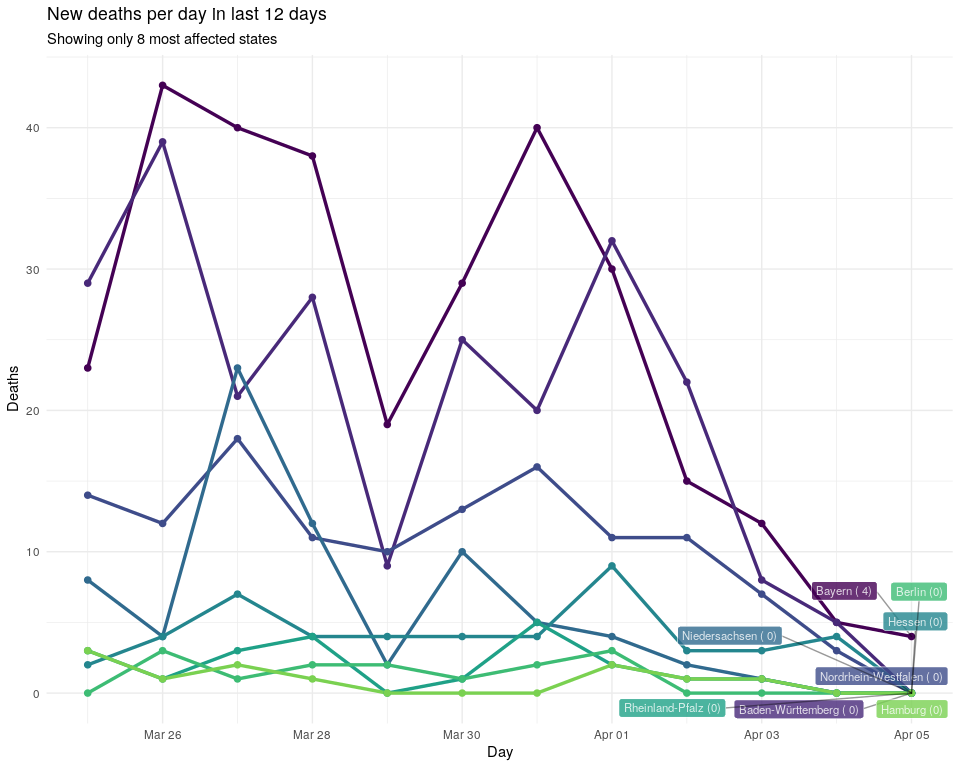 New deaths per day in last 12 days
Showing only 8 most affected states
Deaths
40
30
20
10
0
Bayern ( 4)
Berlin (0)
Hessen (0)
Niedersachsen ( 0)
Nordrhein-Westfalen ( 0)
Rheinland-Pfalz (0)
Baden-Württemberg ( 0)
Hamburg (0)
Mar 26
Mar 28
Mar 30
Apr 01
Apr 03
Apr 05
Day